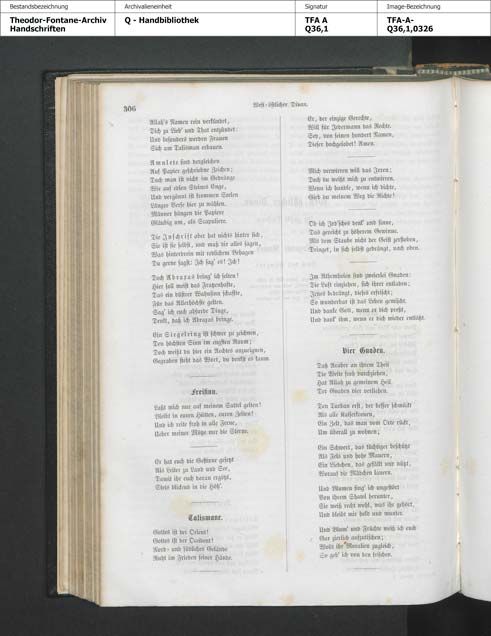 Bestandsbezeichnung
Theodor-Fontane-Archiv
Handschriften
Archivalieneinheit
Q - Handbibliothek
Signatur
TFA A
Q36,1
Image-Bezeichnung
TFA-A-
Q36,1,0326
306
West-östlicher Divan.
Allah's Namen rein verkündet,
Dich zu Lieb' und That entzündet:
Und besonders werden Frauen
Sich am Talisman erbauen.
Amulete sind dergleichen
Auf Papier geschriebne Zeichen;
Doch man ist nicht im Gedränge
Wie auf edlen Steines Enge,
Und vergönnt ist frommen Seelen
Länger Verse hier zu wählen.
Männer hängen die Papiere
Gläubig um, als Scapuliere.
Die Inschrift aber hat nichts hinter sich,
Sie ist sie selbst, und muß dir alles sagen,
Was hinterdrein mit redlichem Behagen
Du gerne sagst: Ich sag' es! Ich!
Doch Abraxas bring' ich selten!
Hier soll meist das Fratzenhafte,
Das ein düstrer Wahnsinn schaffte,
Für das Allerhöchste gelten.
Sag' ich euch absurde Dinge,
Denkt, daß ich Abraxas bringe.
Ein Siegelring ist schwer zu zeichnen,
Den höchsten Sinn im engsten Raum;
Doch weißt du hier ein Rechtes anzueignen,
Gegraben steht das Wort, du denkst es kaum.
Freisinn.
Laßt mich nur auf meinem Sattel gelten!
Bleibt in euren Hütten, euren Zelten!
Und ich reite froh in alle Ferne,
Ueber meiner Mütze nur die Sterne.
Er hat euch die Gestirne gesetzt
Als Leiter zu Land und See,
Damit ihr euch daran ergötzt,
Stets blickend in die Höh'.
Talismane.
Gottes ist der Orient!
Gottes ist der Occident!
Nord- und südliches Gelände
Ruht im Frieden seiner Hände.
Er, der einzige Gerechte,
Will für Jedermann das Rechte.
Sey, von seinen hundert Namen,
Dieser hochgelobet! Amen.
Mich verwirren will das Irren;
Doch du weißt mich zu entwirren,
Wenn ich handle, wenn ich dichte,
Gieb du meinem Weg die Richte!
Ob ich Ird'sches denk' und sinne,
Das gereicht zu höherem Gewinne.
Mit dem Staube nicht der Geist zerstoben,
Dringet, in sich selbst gedrängt, nach oben.
Im Athemholen sind zweierlei Gnaden:
Die Luft einziehen, sich ihrer entladen;
Jenes bedrängt, dieses erfrischt;
So wunderbar ist das Leben gemischt.
Und danke Gott, wenn er dich preßt,
Und dank' ihm, wenn er dich wieder entläßt.
Vier Gnaden.
Daß Araber an ihrem Theil
Die Weite froh durchziehen,
Hat Allah zu gemeinem Heil
Der Gnaden vier verliehen.
Den Turban erst, der besser schmückt
Als alle Kaiserkronen,
Ein Zelt, das man vom Orte rückt,
Um überall zu wohnen;
Ein Schwert, das tüchtiger beschützt
Als Fels und hohe Mauern,
Ein Liedchen, das gefällt und nützt,
Worauf die Mädchen lauern.
Und Blumen sing' ich ungestört
Von ihrem Shawl herunter,
Sie weiß recht wohl, was ihr gehört,
Und bleibt mir hold und munter.
Und Blum' und Früchte weiß ich euch
Gar zierlich aufzutischen;
Wollt ihr Moralien zugleich,
So geb' ich von den frischen.